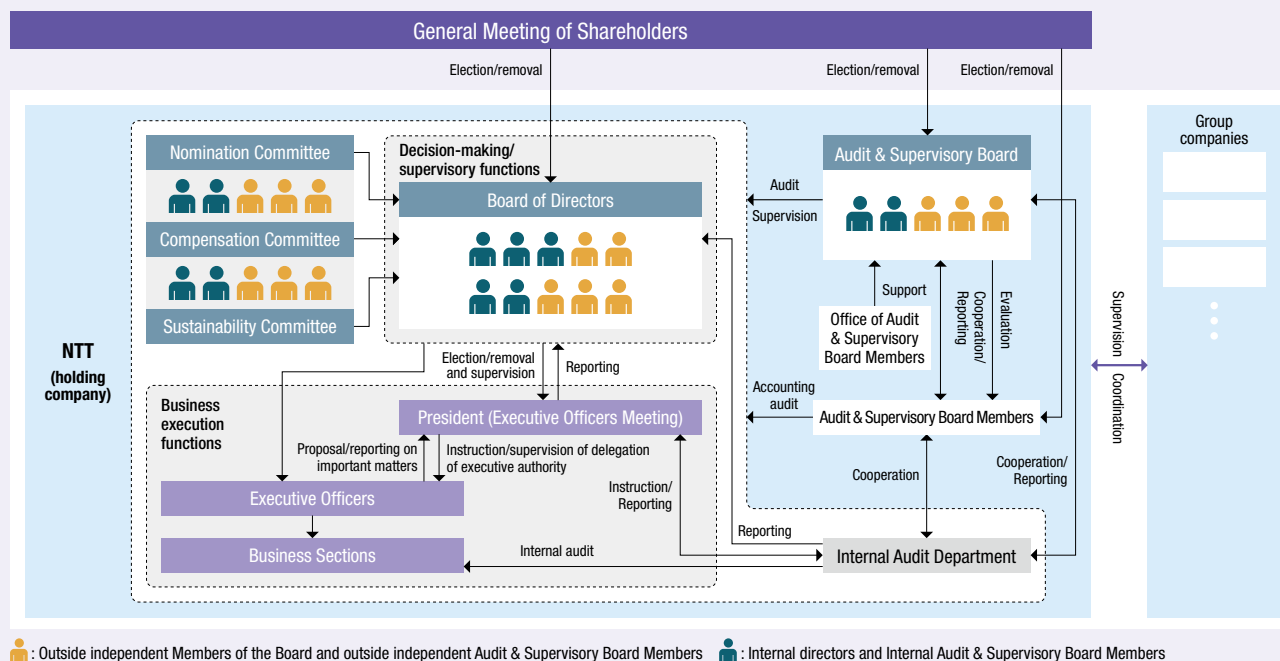 General Meeting of Shareholders
Election/removal
Election/removal
Election/removal
NTT
(holding
company)
Nomination Committee
Compensation Committee
Sustainability Committee
Decision-making/
supervisory functions
Board of Directors
Audit
Supervision
Audit & Supervisory Board
Support
Office of Audit
& Supervisory
Board Members
Cooperation/
Reporting
Evaluation
Accounting
audit
Audit & Supervisory Board Members
Election/removal
and supervision
Reporting
Business
execution
functions
President (Executive Officers Meeting)
Proposal/reporting on
important matters
Instruction/supervision of delegation
of executive authority
Executive Officers
Business Sections
Instruction/
Reporting
Reporting
Internal audit
Cooperation
Cooperation/
Reporting
Internal Audit Department
Supervision
Coordination
Group
companies
: Outside independent Members of the Board and outside independent Audit & Supervisory Board Members
: Internal directors and Internal Audit & Supervisory Board Members